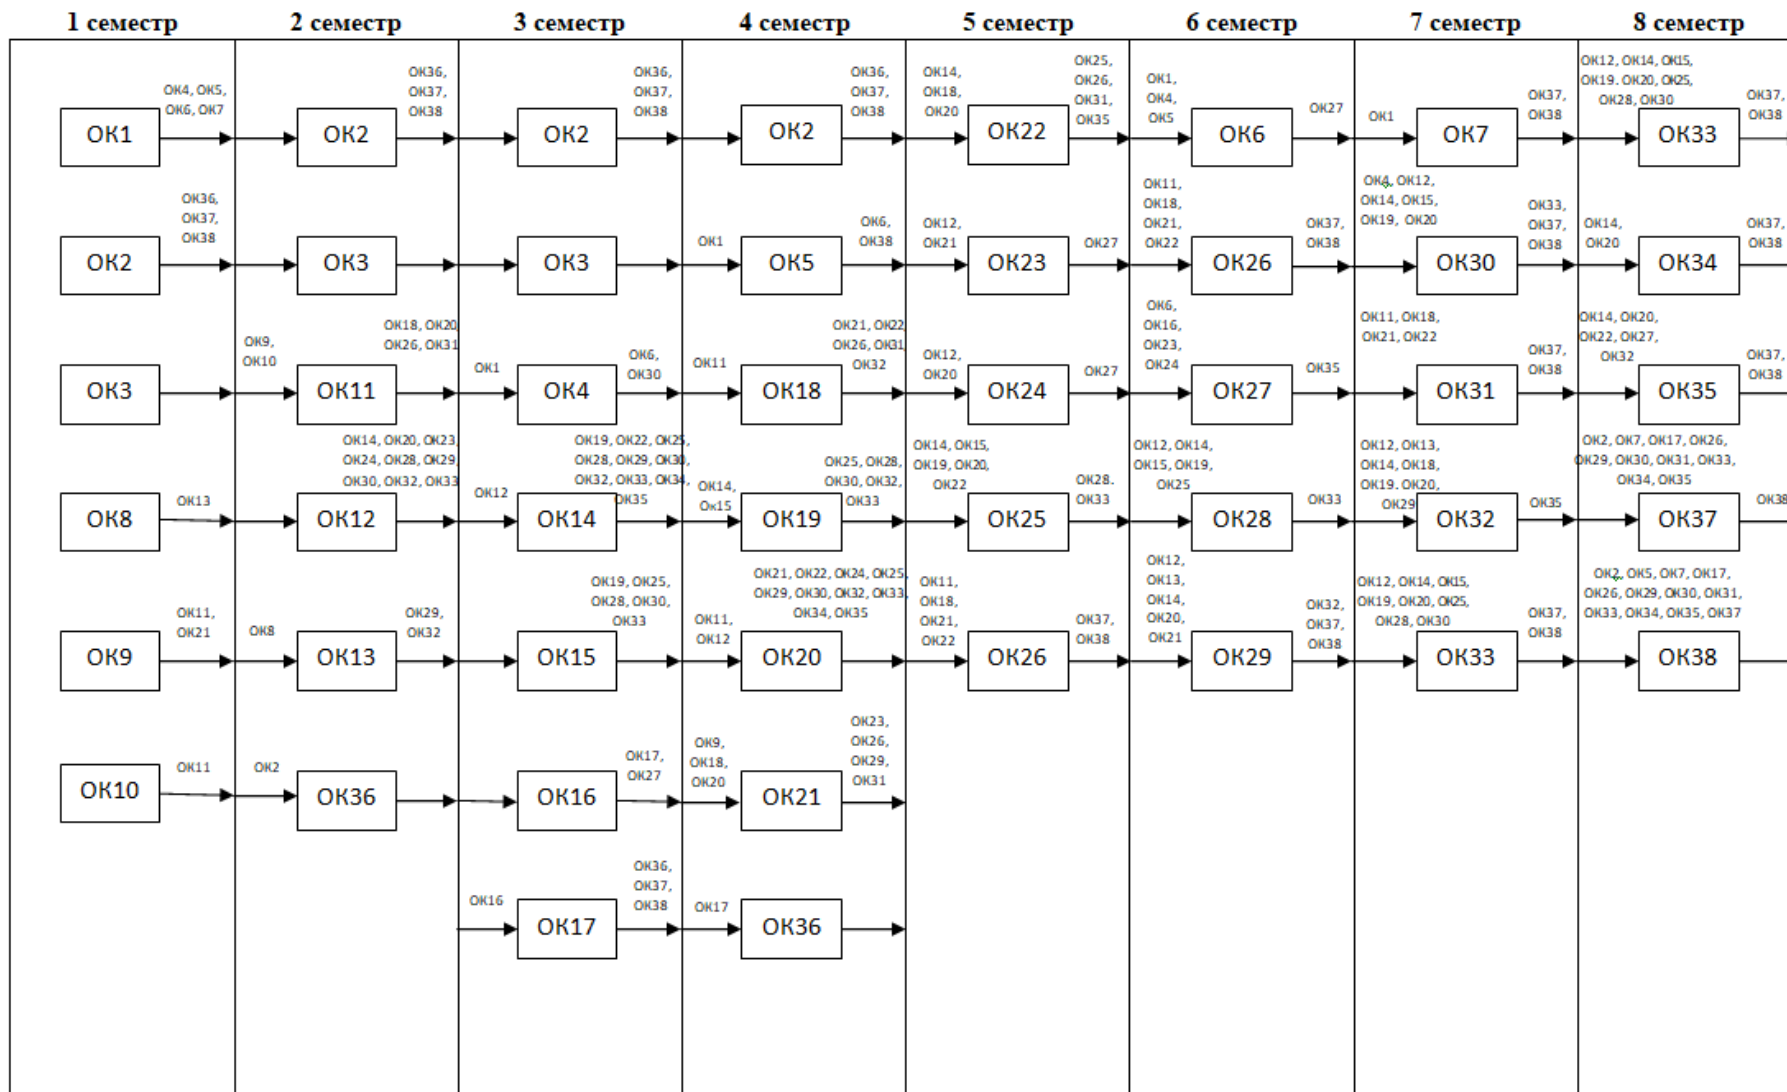 1 семестр
2 семестр
3 семестр
4 семестр
5 семестр
6 семестр
7 семестр
8 семестр
ОК1
ОК4, ОК5,
ОК6, ОК7
ОК2
ОК36,
ОК37,
ОК38
ОК2
ОК36,
ОК37,
ОК38
ОК2
ОК36,
ОК37,
ОК38
ОК14,
ОК18,
ОК20
ОК22
ОК25,
ОК26,
ОК31,
ОК35
ОК1,
ОК4,
ОК5
ОК6
ОК27
ОК1
ОК7
ОК37,
ОК38
ОК12, ОК14, ОК15,
ОК19. ОК20, ОК25,
ОК28, ОК30
ОК33
ОК37,
ОК38
ОК2
ОК36,
ОК37,
ОК38
ОК3
ОК3
ОК1
ОК5
ОК6,
ОК38
ОК12,
ОК21
ОК23
ОК27
ОК11,
ОК18,
ОК21,
ОК22
ОК26
ОК37,
ОК38
ОК4, ОК12,
ОК14, ОК15,
ОК19, ОК20
ОК30
ОК33,
ОК37,
ОК38
ОК14,
ОК20
ОК34
ОК37,
ОК38
ОК3
ОК9,
ОК10
ОК11
ОК18, ОК20,
ОК26, ОК31
ОК1
ОК4
ОК6,
ОК30
ОК11
ОК18
ОК21, ОК22,
ОК26, ОК31,
ОК32
ОК12,
ОК20
ОК24
ОК27
ОК6,
ОК16,
ОК23,
ОК24
ОК27
ОК35
ОК11, ОК18,
ОК21, ОК22
ОК31
ОК37,
ОК38
ОК14, ОК20,
ОК22, ОК27,
ОК32
ОК35
ОК37,
ОК38
ОК8
ОК13
ОК12
ОК14, ОК20, ОК23,
ОК24, ОК28, ОК29,
ОК30, ОК32, ОК33
ОК12
ОК14
ОК19, ОК22, ОК25,
ОК28, ОК29, ОК30,
ОК32, ОК33, ОК34,
ОК35
ОК14,
Ок15
ОК19
ОК25, ОК28,
ОК30, ОК32,
ОК33
ОК14, ОК15,
ОК19, ОК20,
ОК22
ОК25
ОК28.
ОК33
ОК12, ОК14,
ОК15, ОК19,
ОК25
ОК28
ОК33
ОК12, ОК13,
ОК14, ОК18,
ОК19. ОК20,
ОК29
ОК32
ОК35
ОК2, ОК7, ОК17, ОК26,
ОК29, ОК30, ОК31, ОК33,
ОК34, ОК35
ОК37
ОК38
ОК9
ОК11,
ОК21
ОК8
ОК13
ОК29,
ОК32
ОК15
ОК19, ОК25,
ОК28, ОК30,
ОК33
ОК11,
ОК12
ОК20
ОК21, ОК22, ОК24, ОК25,
ОК29, ОК30, ОК32, ОК33,
ОК34, ОК35
ОК11,
ОК18,
ОК21,
ОК22
ОК26
ОК37,
ОК38
ОК12,
ОК13,
ОК14,
ОК20,
ОК21
ОК29
ОК32,
ОК37,
ОК38
ОК12, ОК14, ОК15,
ОК19, ОК20, ОК25,
ОК28, ОК30
ОК33
ОК37,
ОК38
ОК2, ОК5, ОК7, ОК17,
ОК26, ОК29, ОК30, ОК31,
ОК33, ОК34, ОК35, ОК37
ОК38
ОК10
ОК11
ОК2
ОК36
ОК16
ОК17,
ОК27
ОК9,
ОК18,
ОК20
ОК21
ОК23,
ОК26,
ОК29,
ОК31
ОК16
ОК17
ОК36,
ОК37,
ОК38
ОК17
ОК36